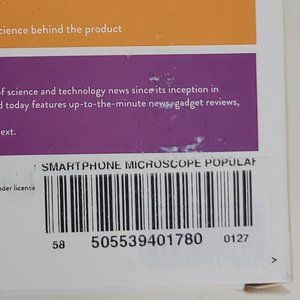 science behind the product
of science and technology news since its inception in
d today features up-to-the-minute news, gadget reviews,
ext.
SMARTPHONE MICROSCOPE POPULAR
nder license
58 505539401780 0127
>